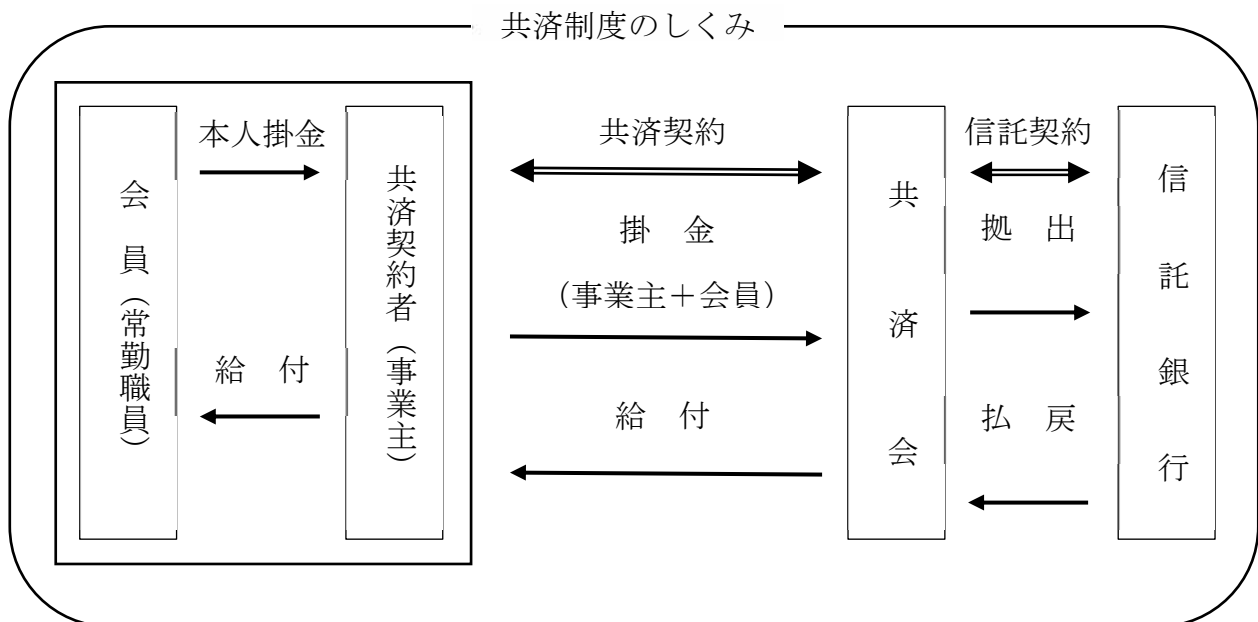 共済制度のしくみ
会員（常勤職員）
本人掛金
給付
共済契約者（事業主）
共済契約
掛金
（事業主＋会員）
給付
共済会
信託契約
拠出
払戻
信託銀行